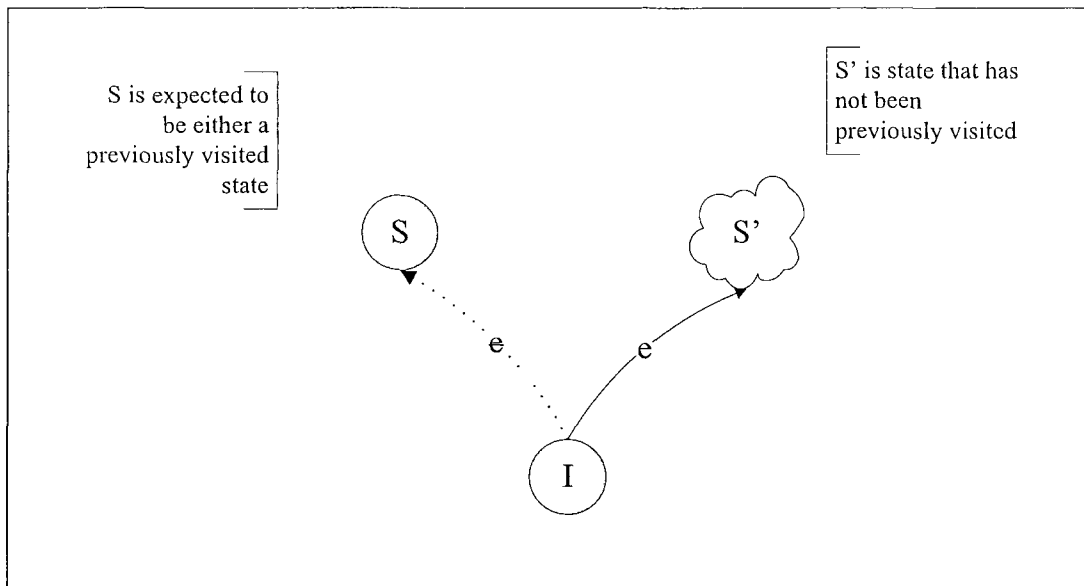 S is expected to
be either a
previously visited
state
S' is state that has
not been
previously visited
S
S'
e
e
I